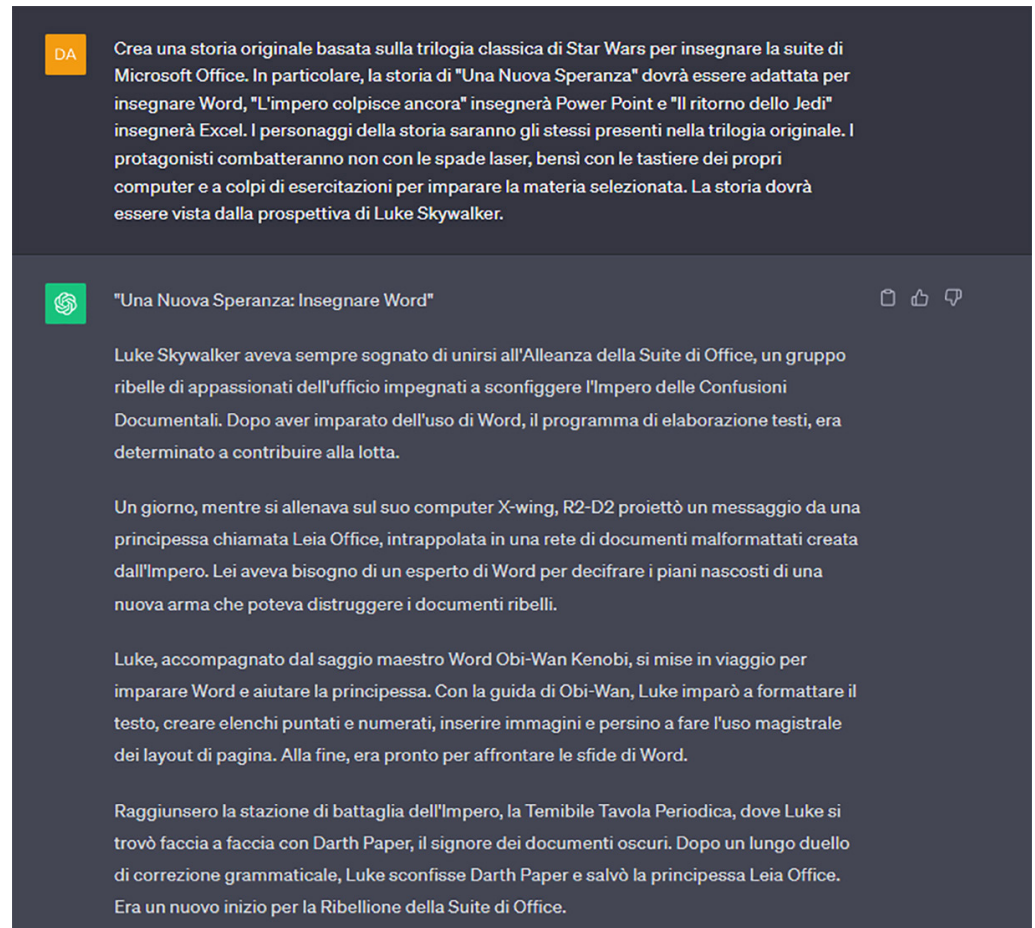 DA
Crea una storia originale basata sulla trilogia classica di Star Wars per insegnare la suite di
Microsoft Office. In particolare, la storia di "Una Nuova Speranza" dovrà essere adattata per
insegnare Word, "L'impero colpisce ancora" insegnerà Power Point e "Il ritorno dello Jedi"
insegnerà Excel. I personaggi della storia saranno gli stessi presenti nella trilogia originale. I
protagonisti combatteranno non con le spade laser, bensì con le tastiere dei propri
computer e a colpi di esercitazioni per imparare la materia selezionata. La storia dovrà
essere vista dalla prospettiva di Luke Skywalker.
"Una Nuova Speranza: Insegnare Word"
Luke Skywalker aveva sempre sognato di unirsi all'Alleanza della Suite di Office, un gruppo
ribelle di appassionati dell'ufficio impegnati a sconfiggere l'Impero delle Confusioni
Documentali. Dopo aver imparato dell'uso di Word, il programma di elaborazione testi, era
determinato a contribuire alla lotta.
Un giorno, mentre si allenava sul suo computer X-wing, R2-D2 proiettò un messaggio da una
principessa chiamata Leia Office, intrappolata in una rete di documenti malformattati creata
dall'Impero. Lei aveva bisogno di un esperto di Word per decifrare i piani nascosti di una
nuova arma che poteva distruggere i documenti ribelli.
Luke, accompagnato dal saggio maestro Word Obi-Wan Kenobi, si mise in viaggio per
imparare Word e aiutare la principessa. Con la guida di Obi-Wan, Luke imparò a formattare il
testo, creare elenchi puntati e numerati, inserire immagini e persino a fare l'uso magistrale
dei layout di pagina. Alla fine, era pronto per affrontare le sfide di Word.
Raggiunsero la stazione di battaglia dell'Impero, la Temibile Tavola Periodica, dove Luke si
trovò faccia a faccia con Darth Paper, il signore dei documenti oscuri. Dopo un lungo duello
di correzione grammaticale, Luke sconfisse Darth Paper e salvò la principessa Leia Office.
Era un nuovo inizio per la Ribellione della Suite di Office.